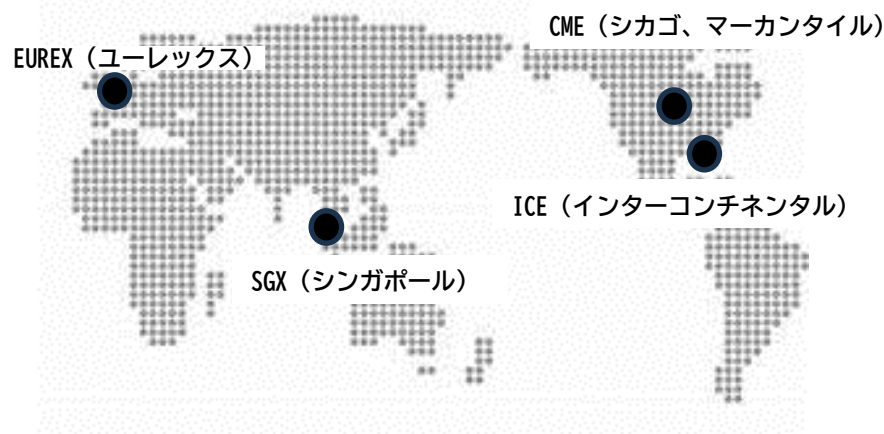 CME（シカゴ、マーカンタイル）
EUREX（ユーレックス）
ICE（インターコンチネンタル）
SGX（シンガポール）